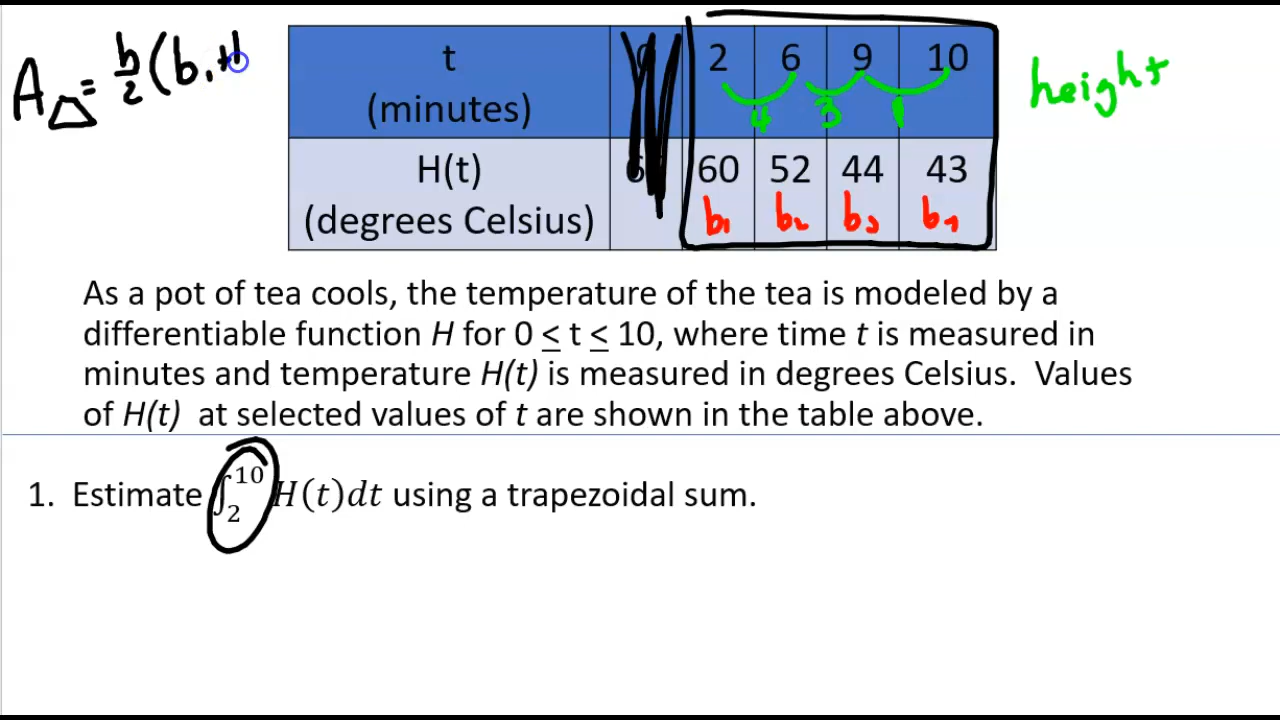 A = h/2 (b₁ +
t (minutes) 0 2 6 9 10
4 3 1
height
H(t) (degrees Celsius) 60 52 44 43
b₁ b₂ b₃ b₄
As a pot of tea cools, the temperature of the tea is modeled by a
differentiable function H for 0 ≤ t ≤ 10, where time t is measured in
minutes and temperature H(t) is measured in degrees Celsius. Values
of H(t) at selected values of t are shown in the table above.
1. Estimate ∫₂¹⁰ H(t)dt using a trapezoidal sum.